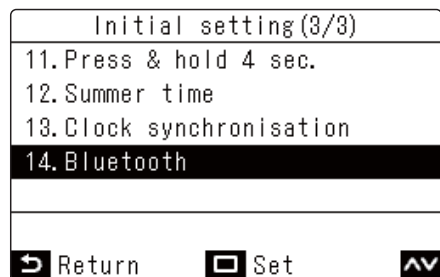 Initial setting(3/3)
11.Press & hold 4 sec.
12.Summer time
13.Clock synchronisation
14.Bluetooth
Return Set